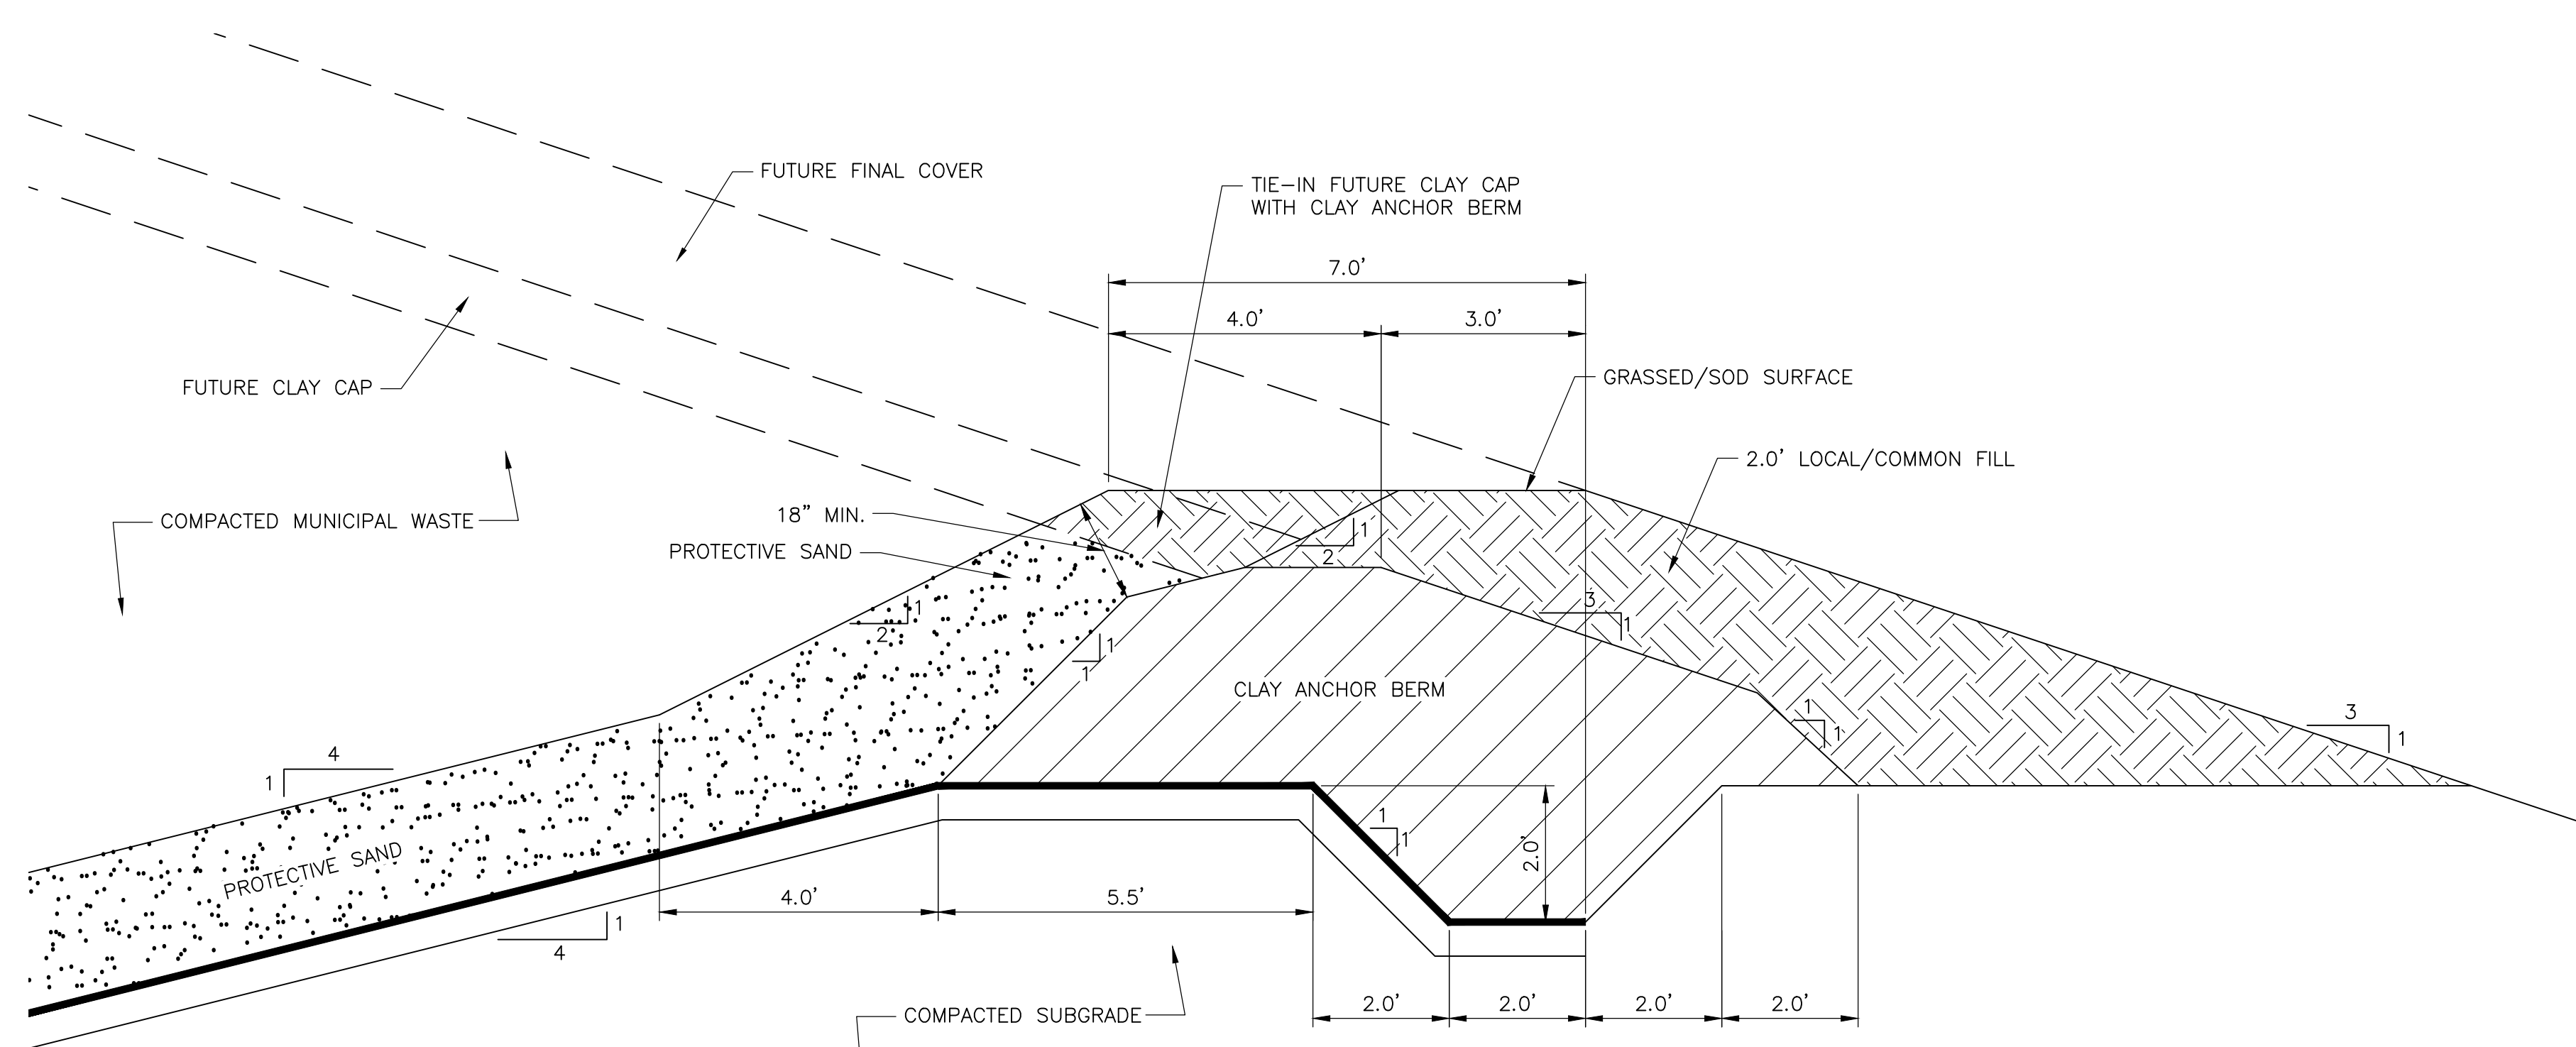 FUTURE FINAL COVER
TIE-IN FUTURE CLAY CAP
WITH CLAY ANCHOR BERM
7.0'
4.0'
3.0'
FUTURE CLAY CAP
GRASSED/SOD SURFACE
2.0' LOCAL/COMMON FILL
18" MIN.
COMPACTED MUNICIPAL WASTE
PROTECTIVE SAND
1
2
1
2
3
1
1
1
CLAY ANCHOR BERM
1
1
3
1
4
1
1
1
2.0'
PROTECTIVE SAND
4.0'
5.5'
1
4
2.0'
2.0'
2.0'
2.0'
COMPACTED SUBGRADE